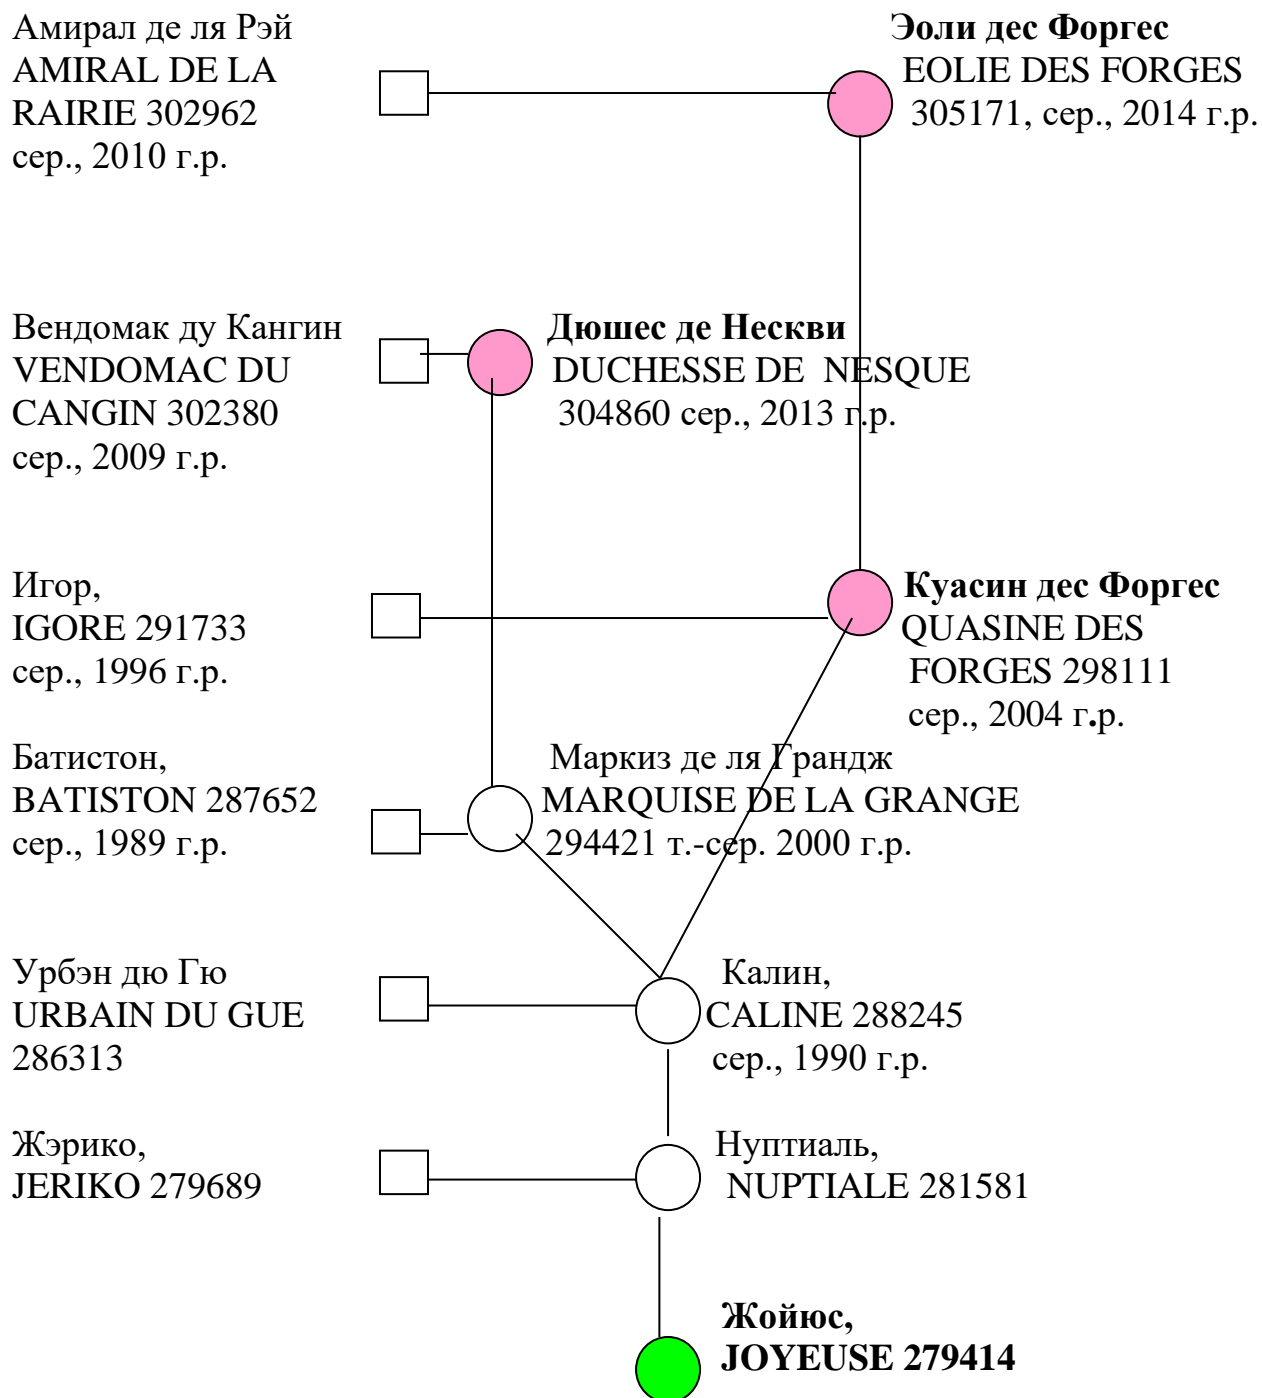 Амирал де ля Рэй
AMIRAL DE LA
RAIRIE 302962
сер., 2010 г.р.
Эоли дес Форгес
EOLIE DES FORGES
305171, сер., 2014 г.р.
Вендомак ду Кангин
VENDOMAC DU
CANGIN 302380
сер., 2009 г.р.
Дюшес де Нескви
DUCHESSE DE NESQUE
304860 сер., 2013 г.р.
Игор,
IGORE 291733
сер., 1996 г.р.
Куасин дес Форгес
QUASINE DES
FORGES 298111
сер., 2004 г.р.
Батистон,
BATISTON 287652
сер., 1989 г.р.
Маркиз де ля Грандж
MARQUISE DE LA GRANGE
294421 т.-сер. 2000 г.р.
Урбэн дю Гю
URBAIN DU GUE
286313
Калин,
CALINE 288245
сер., 1990 г.р.
Жэрико,
JERIKO 279689
Нуптиаль,
NUPTIALE 281581
Жойюс,
JOYEUSE 279414